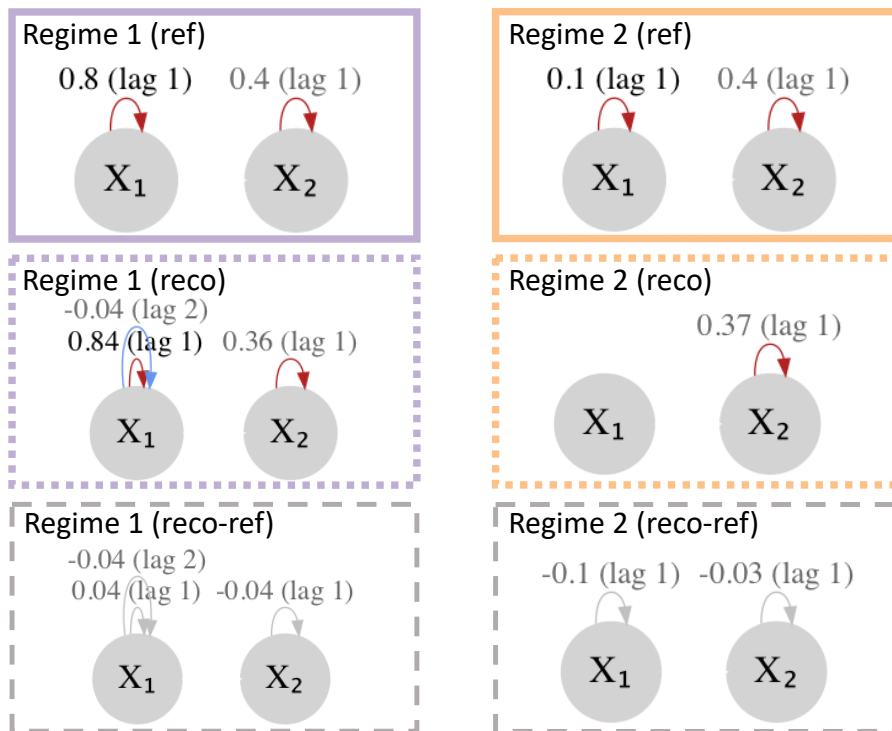 Regime 1 (ref)
0.8 (lag 1) 0.4 (lag 1)
X₁ X₂
Regime 2 (ref)
0.1 (lag 1) 0.4 (lag 1)
X₁ X₂
Regime 1 (reco)
-0.04 (lag 2)
0.84 (lag 1) 0.36 (lag 1)
X₁ X₂
Regime 2 (reco)
0.37 (lag 1)
X₁ X₂
Regime 1 (reco-ref)
-0.04 (lag 2)
0.04 (lag 1) -0.04 (lag 1)
X₁ X₂
Regime 2 (reco-ref)
-0.1 (lag 1) -0.03 (lag 1)
X₁ X₂